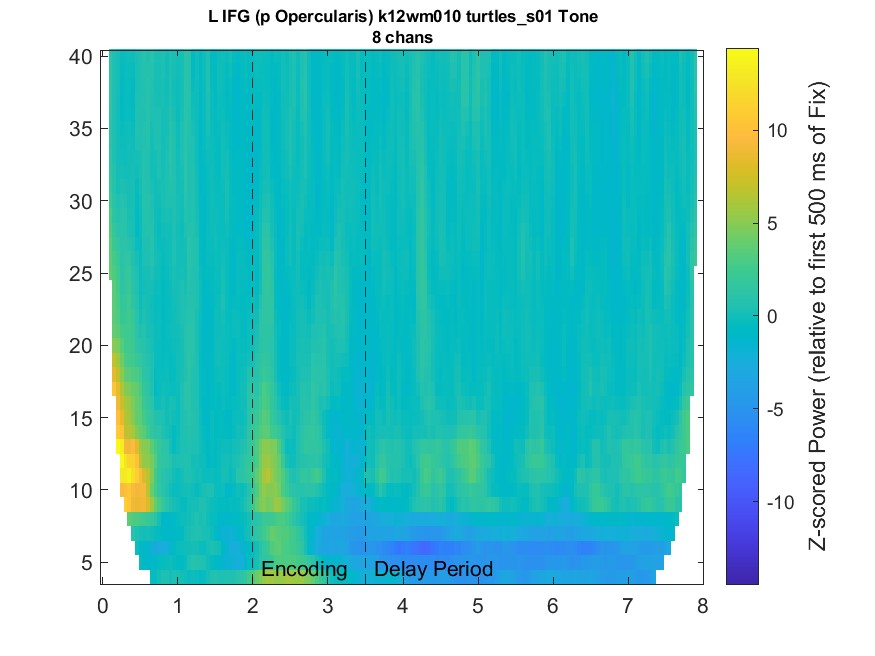 L IFG (p Opercularis) k12wm010 turtles_s01 Tone
8 chans
40
35
30
25
20
15
10
5
Encoding
Delay Period
0 1 2 3 4 5 6 7 8
10
5
0
-5
-10
Z-scored Power (relative to first 500 ms of Fix)